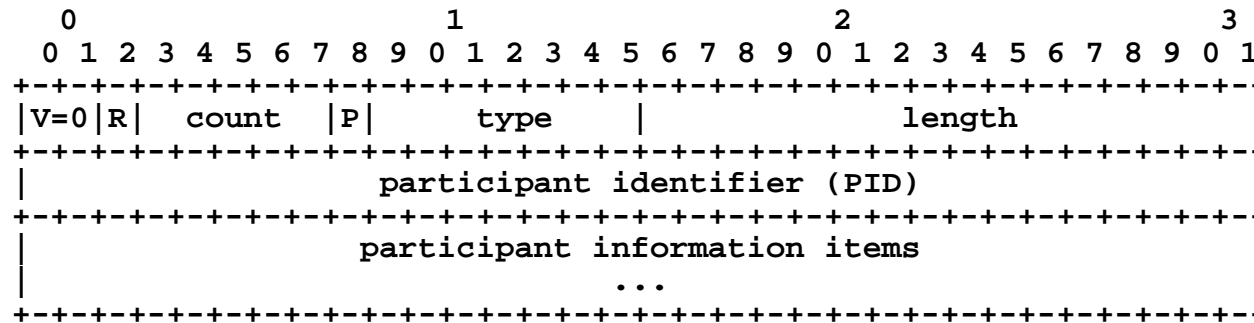 0 1 2 3
0 1 2 3 4 5 6 7 8 9 0 1 2 3 4 5 6 7 8 9 0 1 2 3 4 5 6 7 8 9 0 1
+-+-+-+-+-+-+-+-+-+-+-+-+-+-+-+-+-+-+-+-+-+-+-+-+-+-+-+-+-+-+-+-
|V=0|R| count |P| type | length
+-+-+-+-+-+-+-+-+-+-+-+-+-+-+-+-+-+-+-+-+-+-+-+-+-+-+-+-+-+-+-+-
| participant identifier (PID)
+-+-+-+-+-+-+-+-+-+-+-+-+-+-+-+-+-+-+-+-+-+-+-+-+-+-+-+-+-+-+-+-
| participant information items
| ...
+-+-+-+-+-+-+-+-+-+-+-+-+-+-+-+-+-+-+-+-+-+-+-+-+-+-+-+-+-+-+-+-